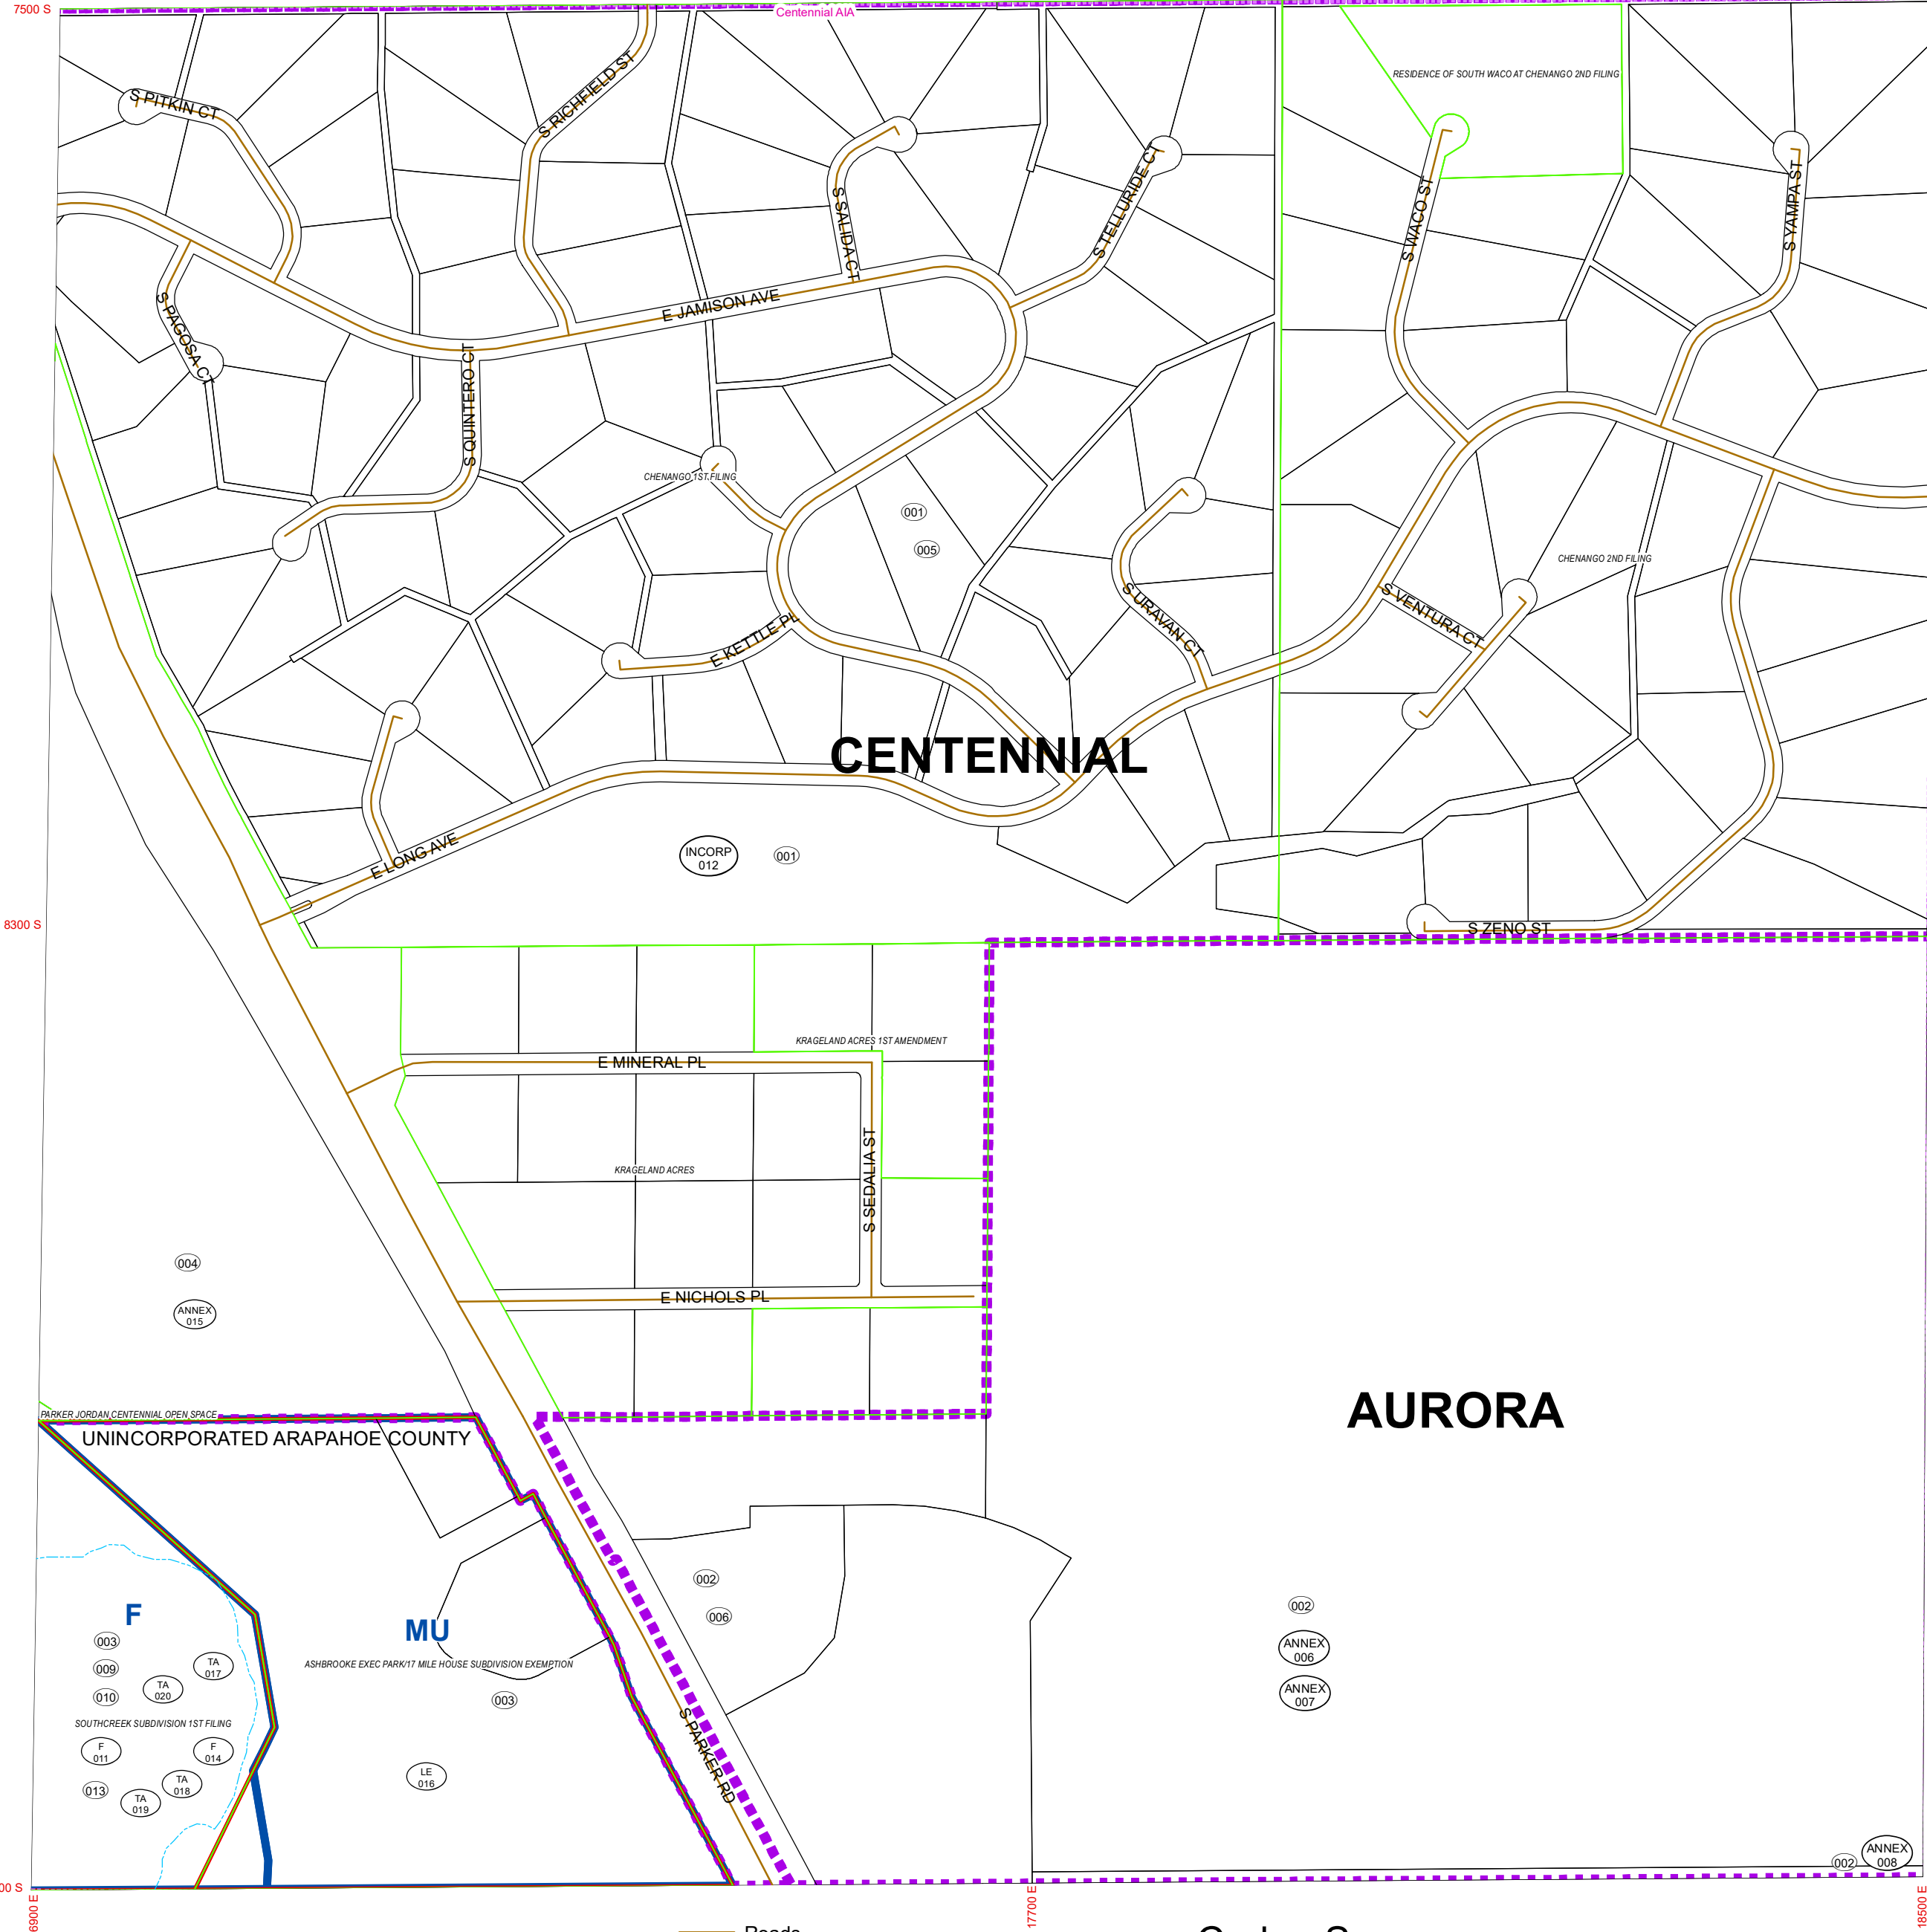 7500 S
Centennial AIA
RESIDENCE OF SOUTH WACO AT CHENANGO 2ND FILING
S PITKIN CT
S RICHFIELD ST
S SALIDA CT
S TELLURIDE CT
S WACO ST
S YAMPA ST
E JAMISON AVE
S PAGOSA CT
S QUINTERO CT
CHENANGO 1ST FILING
001
005
CHENANGO 2ND FILING
S URAVAN CT
S VENTURA CT
E KETTLE PL
CENTENNIAL
E LONG AVE
INCORP
012
001
8300 S
S ZENO ST
KRAGELAND ACRES 1ST AMENDMENT
E MINERAL PL
KRAGELAND ACRES
S SEDALIA ST
004
ANNEX
015
E NICHOLS PL
PARKER JORDAN CENTENNIAL OPEN SPACE
UNINCORPORATED ARAPAHOE COUNTY
AURORA
002
006
002
ANNEX
006
ANNEX
007
F
MU
003
009
010
TA
017
TA
020
ASHBROOKE EXEC PARK/17 MILE HOUSE SUBDIVISION EXEMPTION
003
SOUTHCREEK SUBDIVISION 1ST FILING
F
011
F
014
013
TA
018
TA
019
LE
016
S PARKER RD
002
ANNEX
008
00 S
6900 E
17700 E
18500 E